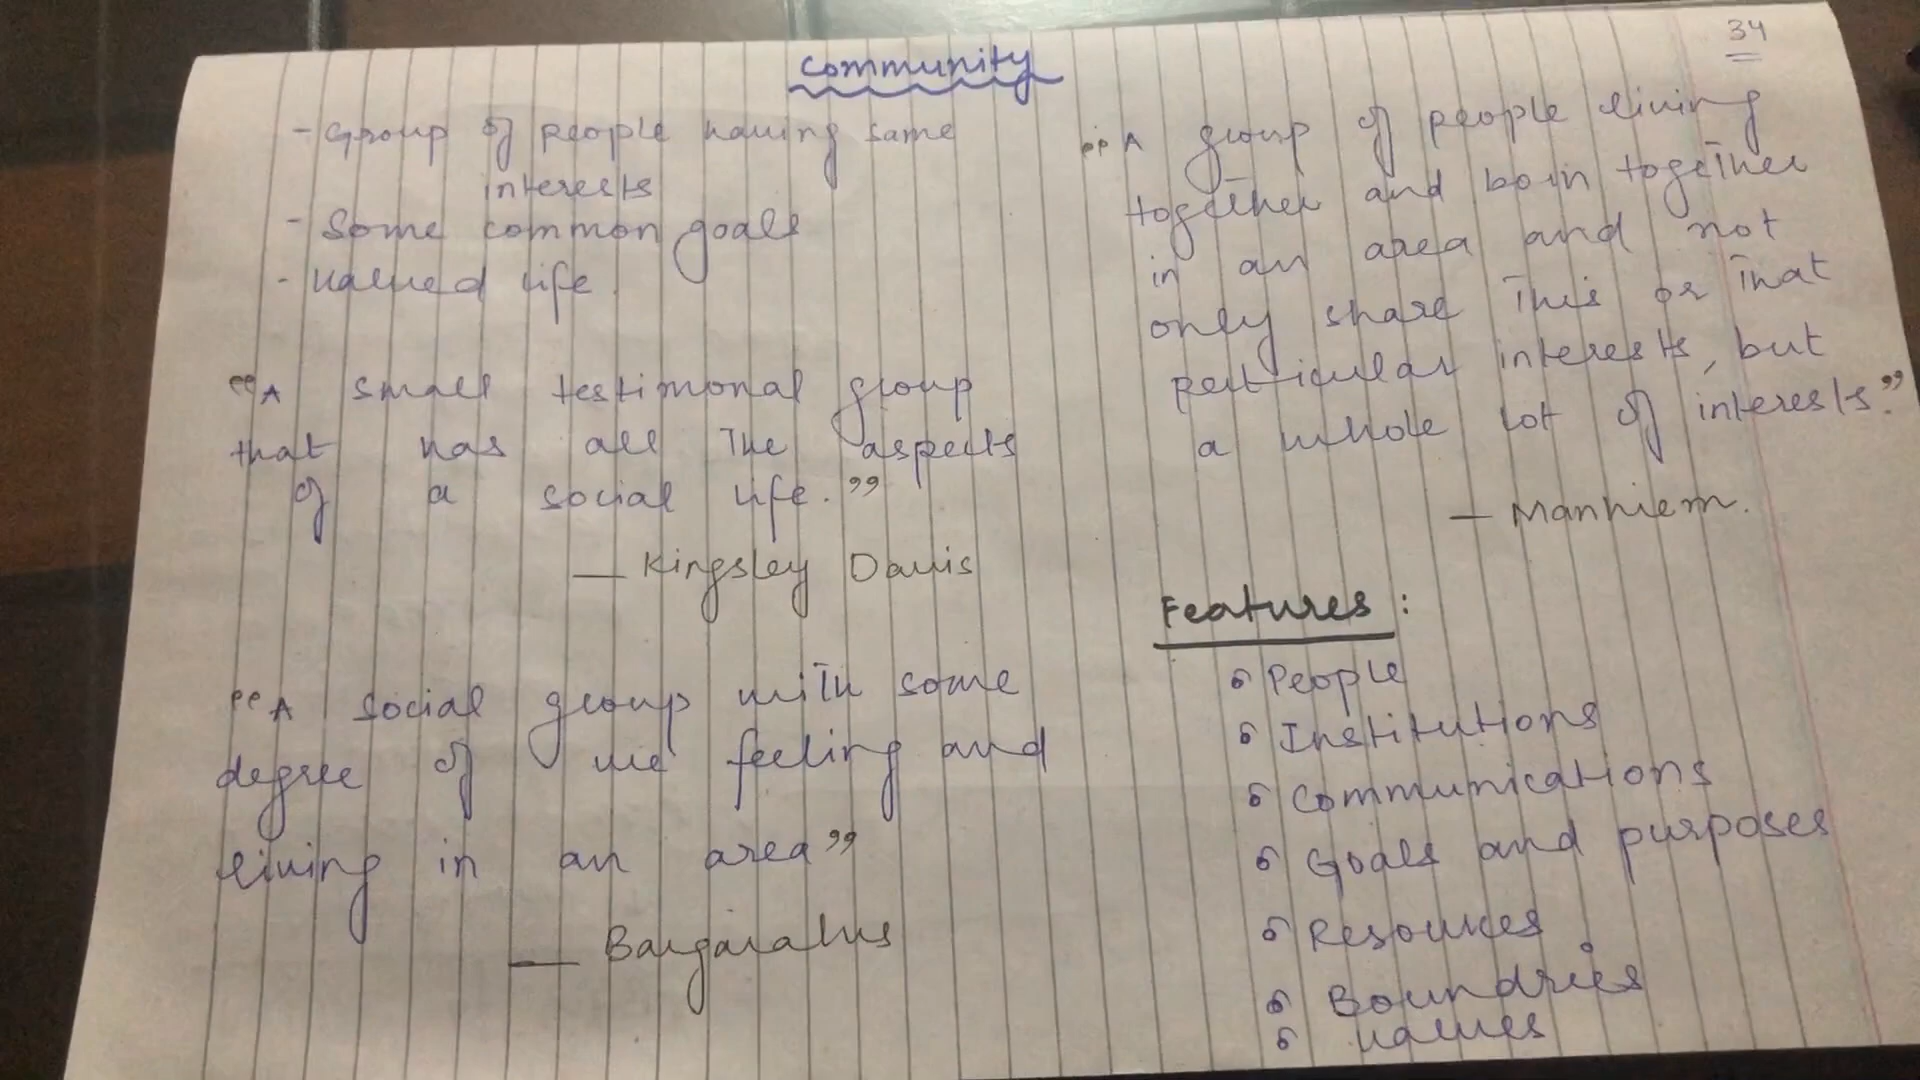 34
Community
- Group of people having same
interests
- Some common goals
- Valued life.
“A small testimonal group
that has all the aspects
of a social life.”
— Kingsley Davis
“A social group with some
degree of we feeling and
living in an area”
— Bargaratus
“A group of people living
together and born together
in an area and not
only share this or that
particular interests, but
a whole lot of interests.”
— Manhiem.
Features :
People
Institutions
Communications
Goals and purposes
Resources
Boundries
Values